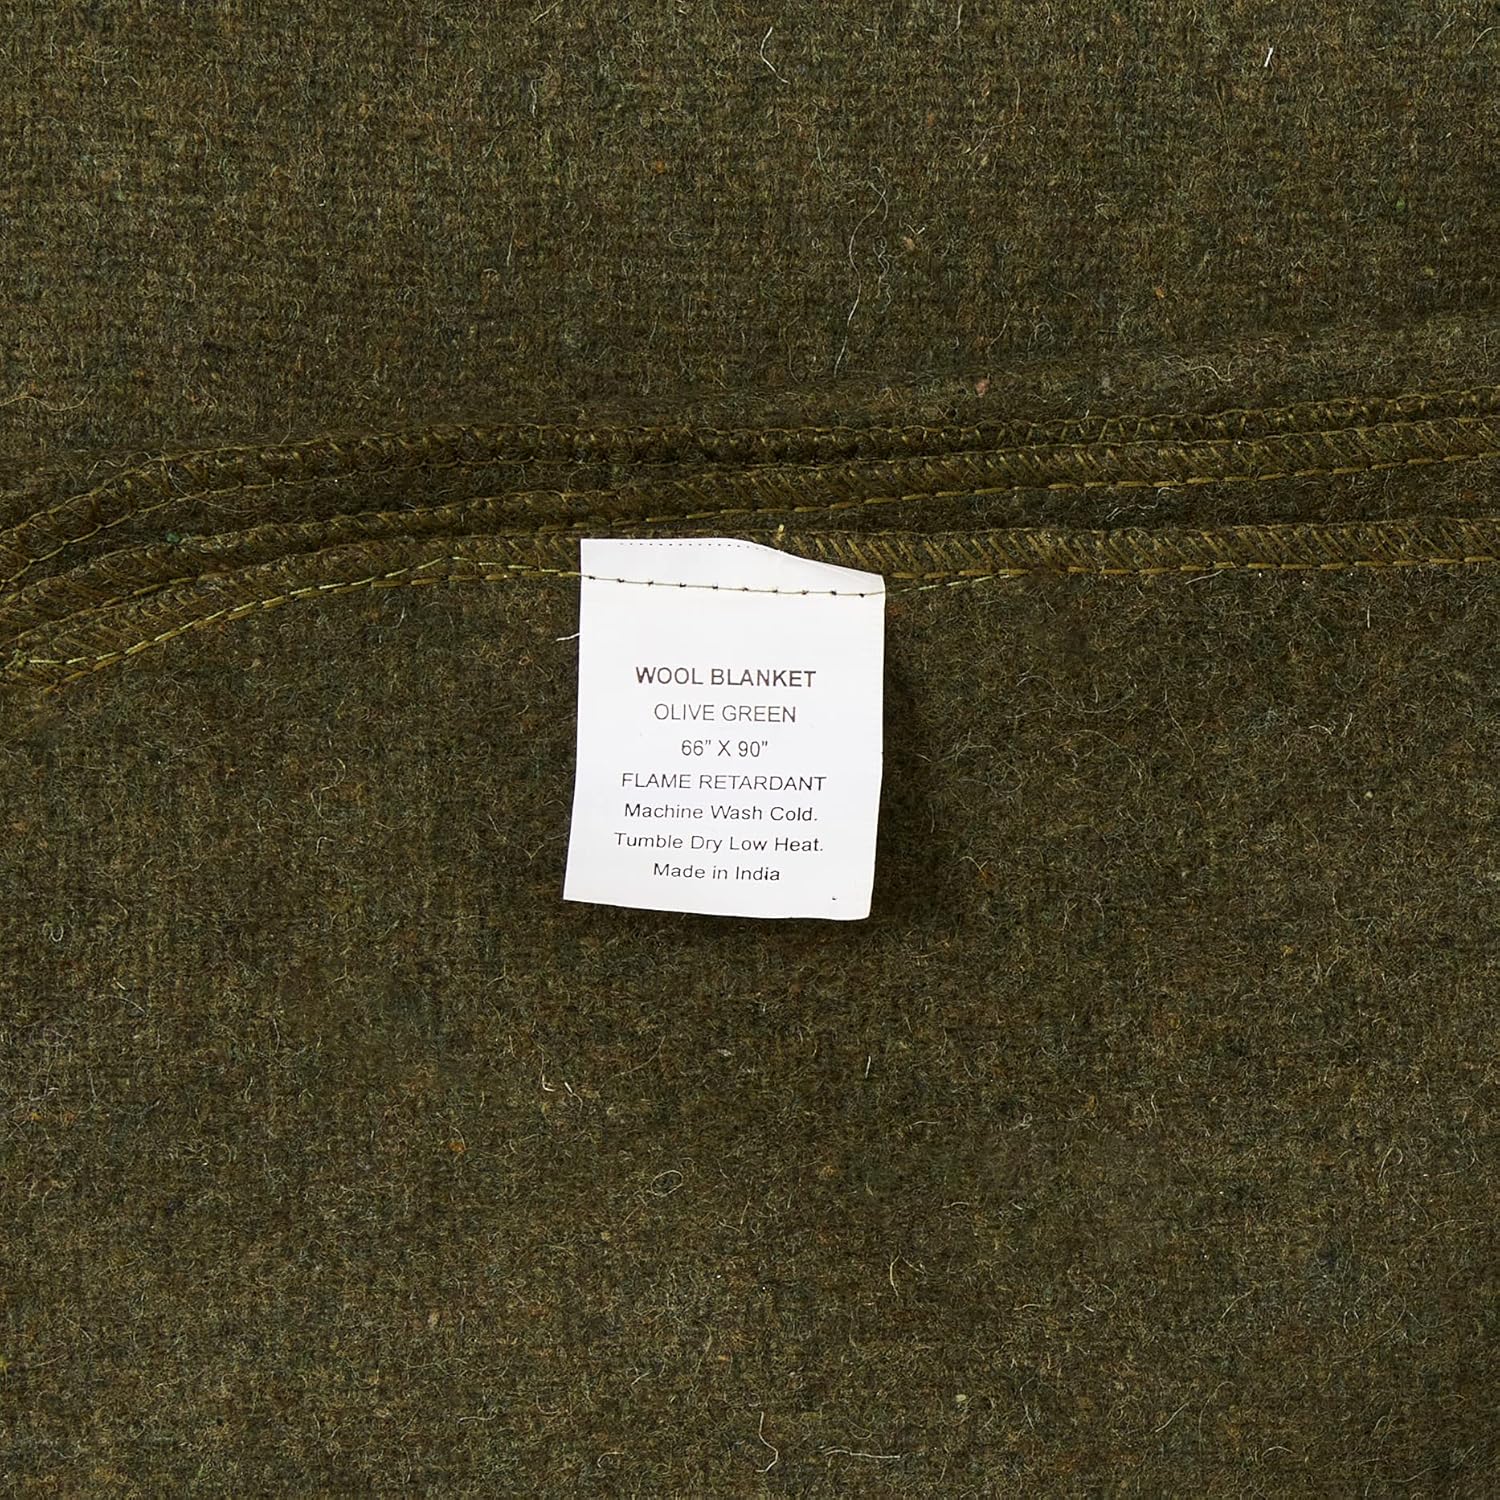 WOOL BLANKET
OLIVE GREEN
66" X 90"
FLAME RETARDANT
Machine Wash Cold.
Tumble Dry Low Heat.
Made in India